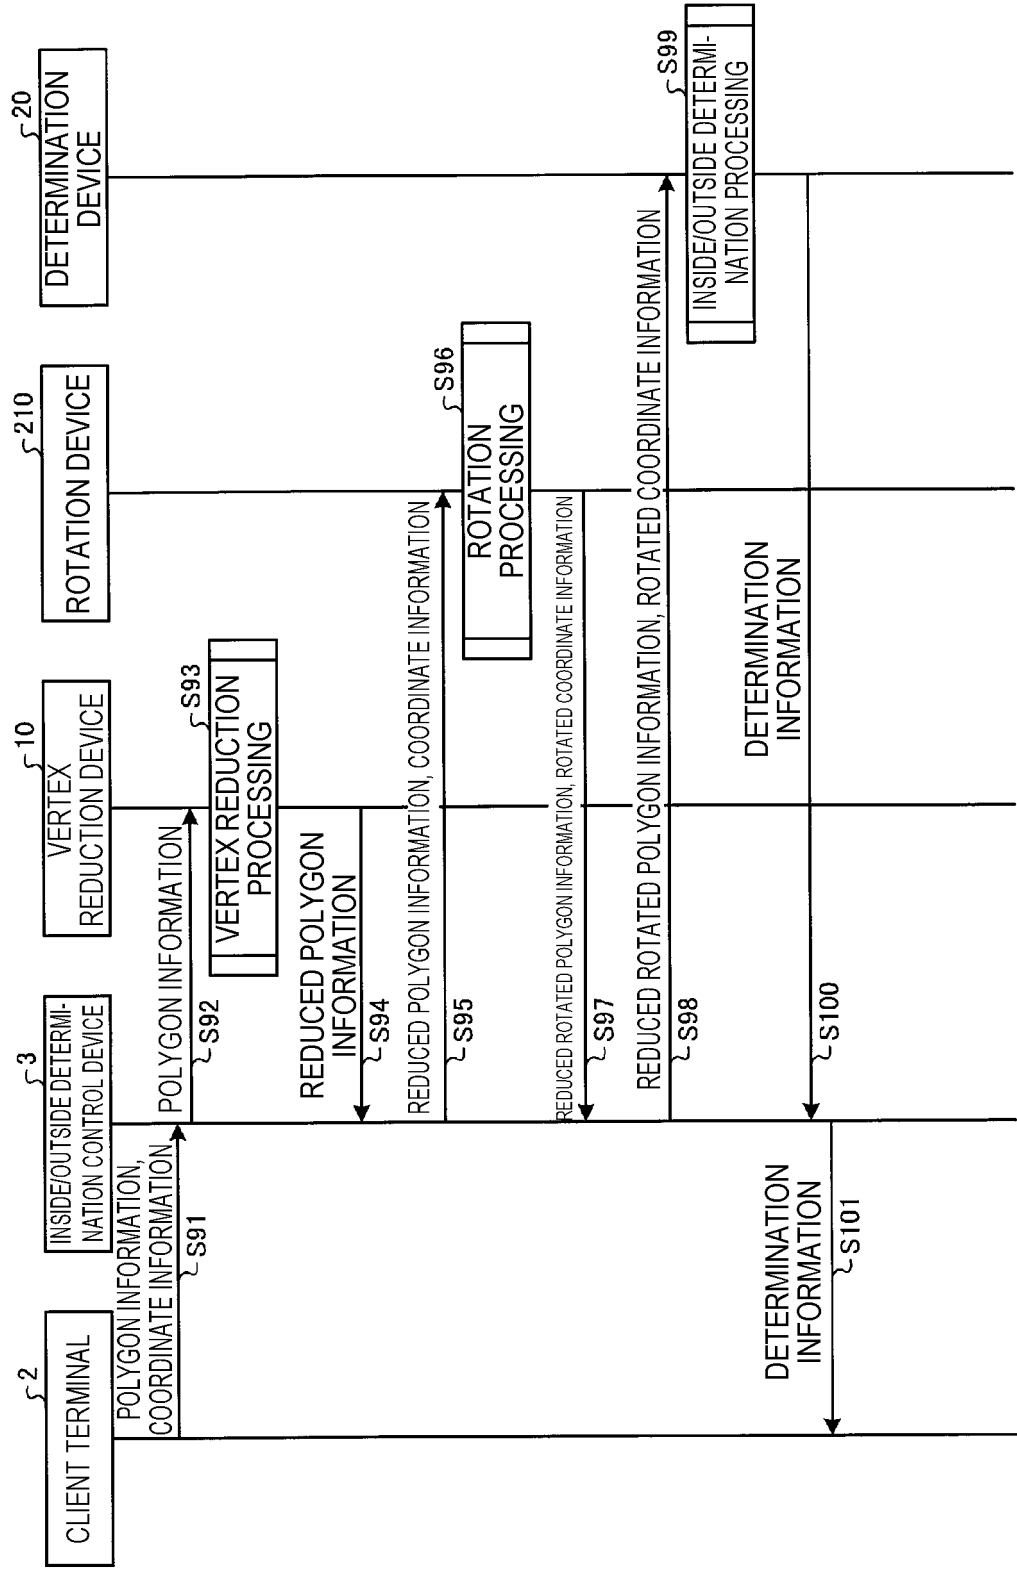 2
CLIENT TERMINAL
3
INSIDE/OUTSIDE DETERMI-
NATION CONTROL DEVICE
10
VERTEX
REDUCTION DEVICE
210
ROTATION DEVICE
20
DETERMINATION
DEVICE
POLYGON INFORMATION,
COORDINATE INFORMATION
S91
POLYGON INFORMATION
S92
S93
VERTEX REDUCTION
PROCESSING
REDUCED POLYGON
INFORMATION
S94
REDUCED POLYGON INFORMATION, COORDINATE INFORMATION
S95
S96
ROTATION
PROCESSING
REDUCED ROTATED POLYGON INFORMATION, ROTATED COORDINATE INFORMATION
S97
REDUCED ROTATED POLYGON INFORMATION, ROTATED COORDINATE INFORMATION
S98
S99
INSIDE/OUTSIDE DETERMI-
NATION PROCESSING
DETERMINATION
INFORMATION
S100
DETERMINATION
INFORMATION
S101